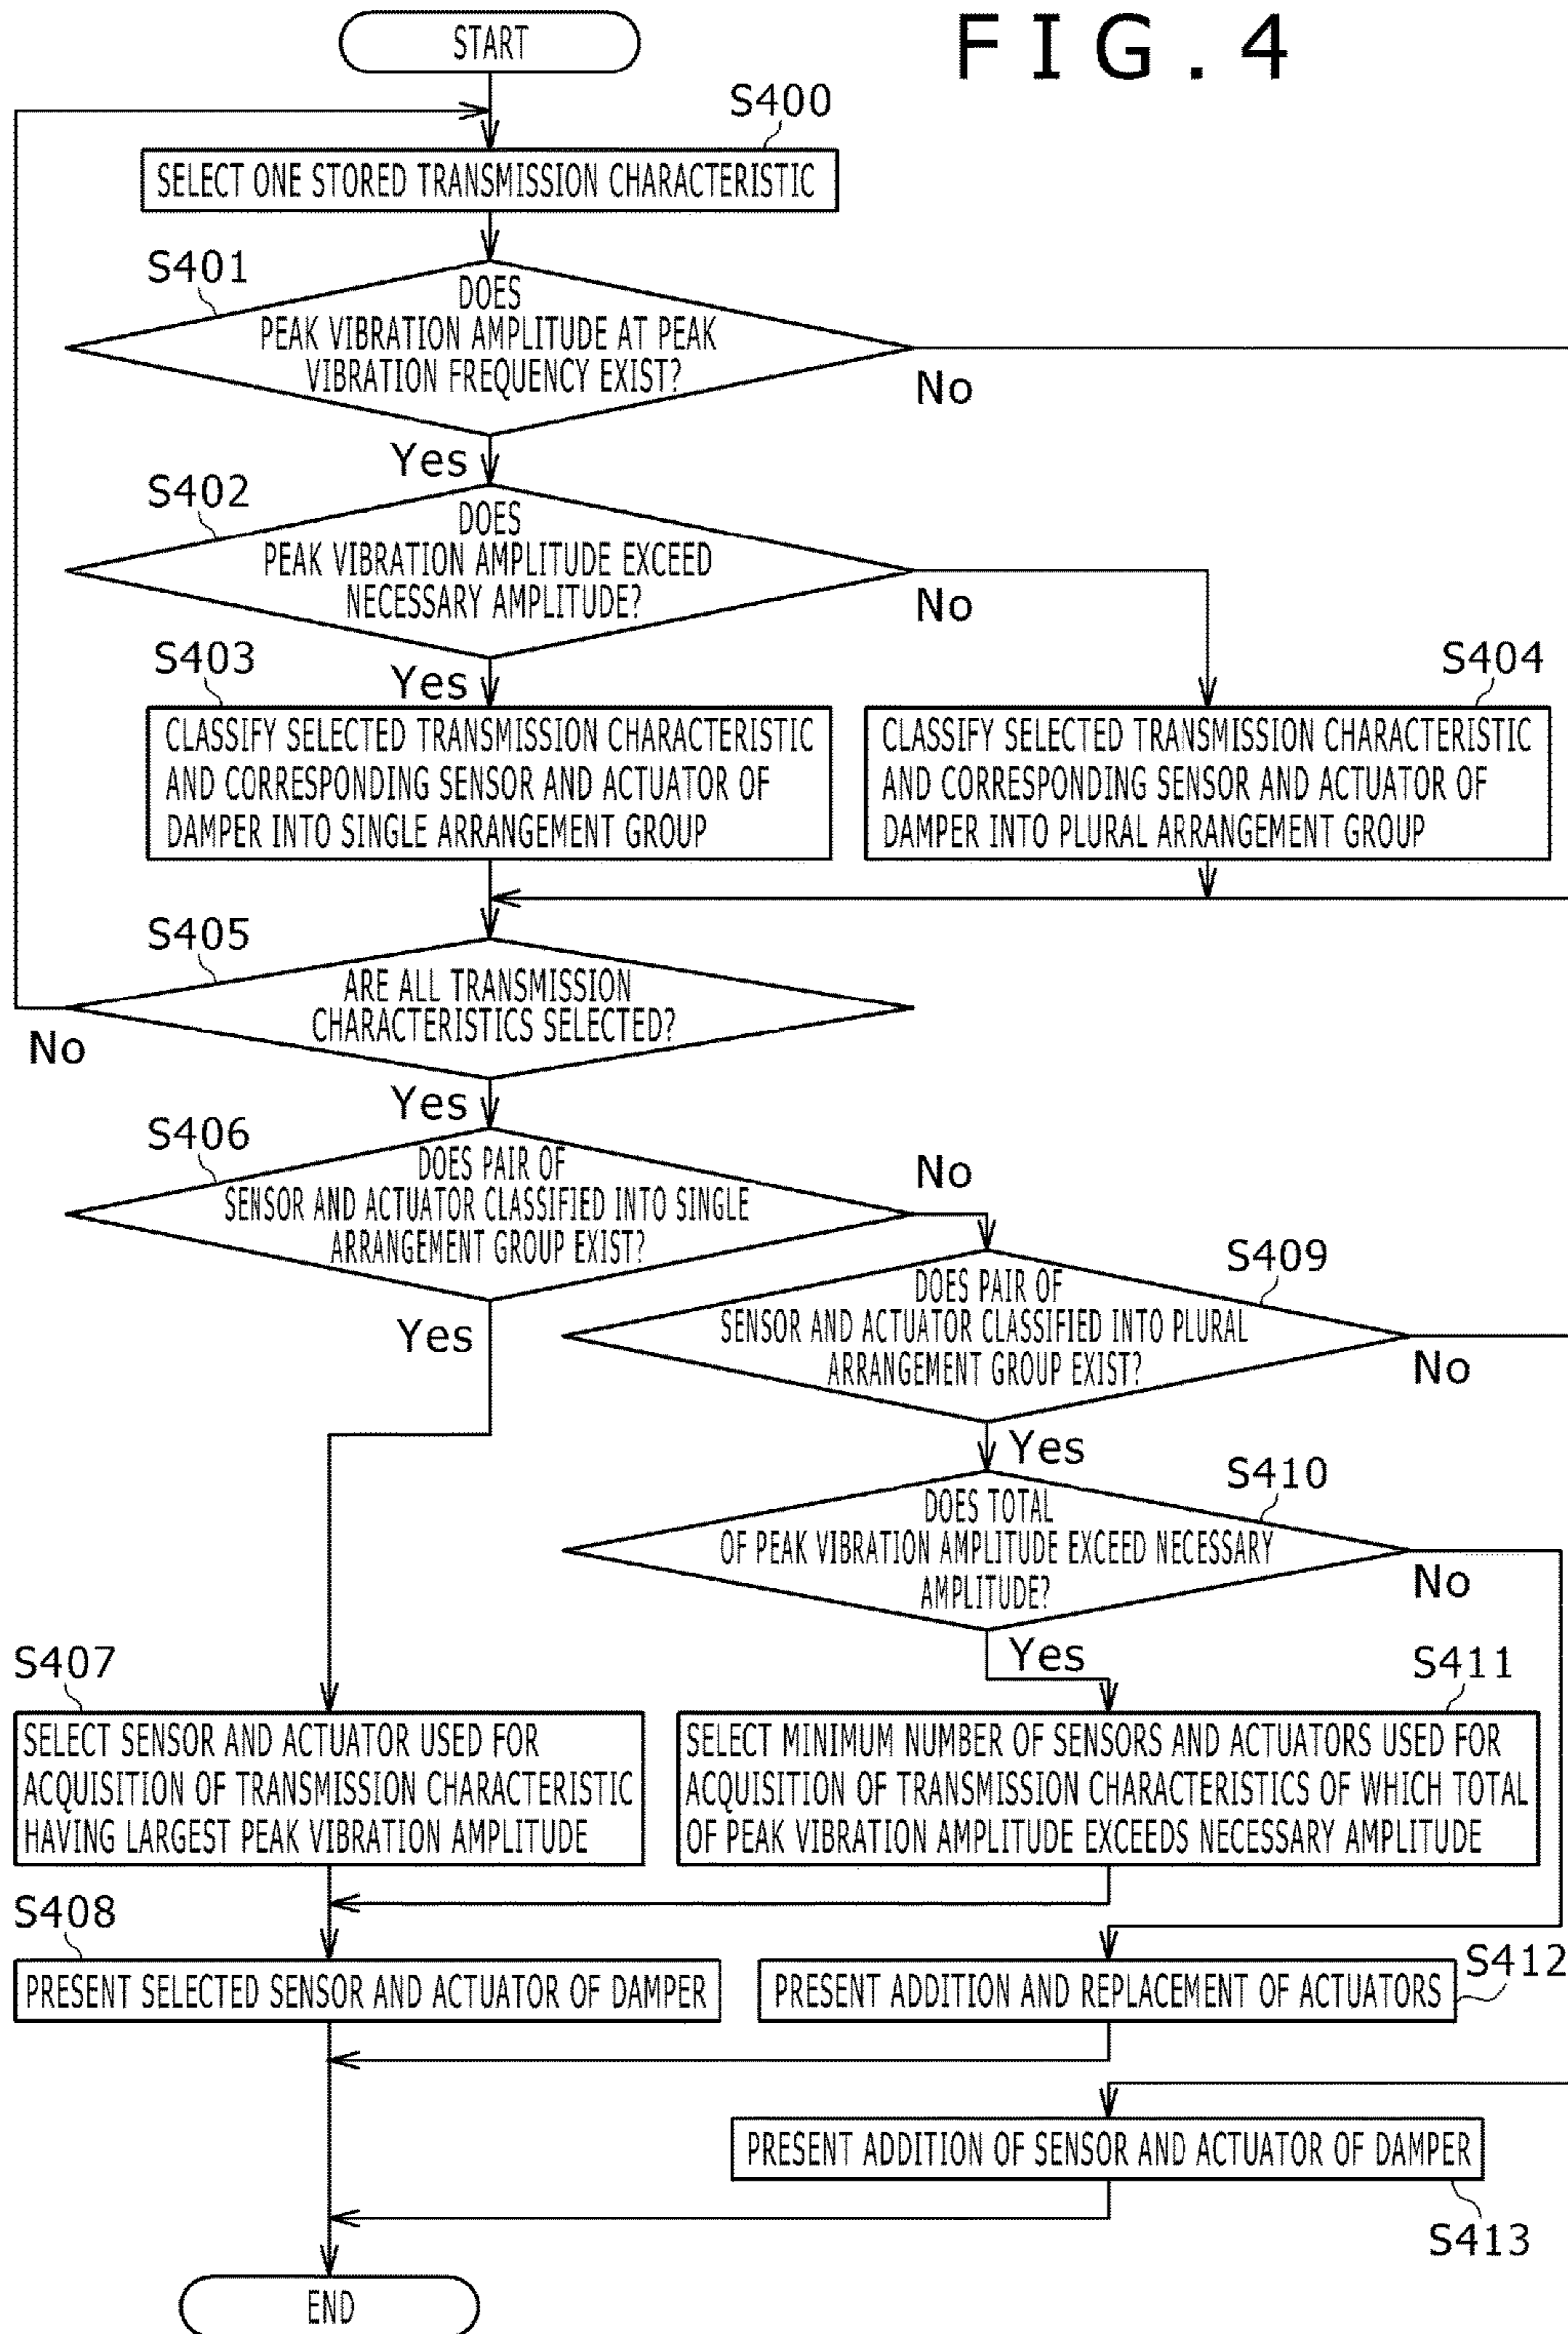 FIG.4
START
S400
SELECT ONE STORED TRANSMISSION CHARACTERISTIC
S401
DOES
PEAK VIBRATION AMPLITUDE AT PEAK
VIBRATION FREQUENCY EXIST?
No
Yes
S402
DOES
PEAK VIBRATION AMPLITUDE EXCEED
NECESSARY AMPLITUDE?
No
Yes
S403
CLASSIFY SELECTED TRANSMISSION CHARACTERISTIC
AND CORRESPONDING SENSOR AND ACTUATOR OF
DAMPER INTO SINGLE ARRANGEMENT GROUP
S404
CLASSIFY SELECTED TRANSMISSION CHARACTERISTIC
AND CORRESPONDING SENSOR AND ACTUATOR OF
DAMPER INTO PLURAL ARRANGEMENT GROUP
S405
ARE ALL TRANSMISSION
CHARACTERISTICS SELECTED?
No
Yes
S406
DOES PAIR OF
SENSOR AND ACTUATOR CLASSIFIED INTO SINGLE
ARRANGEMENT GROUP EXIST?
No
Yes
S409
DOES PAIR OF
SENSOR AND ACTUATOR CLASSIFIED INTO PLURAL
ARRANGEMENT GROUP EXIST?
No
Yes
S410
DOES TOTAL
OF PEAK VIBRATION AMPLITUDE EXCEED NECESSARY
AMPLITUDE?
No
Yes
S407
SELECT SENSOR AND ACTUATOR USED FOR
ACQUISITION OF TRANSMISSION CHARACTERISTIC
HAVING LARGEST PEAK VIBRATION AMPLITUDE
S411
SELECT MINIMUM NUMBER OF SENSORS AND ACTUATORS USED FOR
ACQUISITION OF TRANSMISSION CHARACTERISTICS OF WHICH TOTAL
OF PEAK VIBRATION AMPLITUDE EXCEEDS NECESSARY AMPLITUDE
S408
PRESENT SELECTED SENSOR AND ACTUATOR OF DAMPER
S412
PRESENT ADDITION AND REPLACEMENT OF ACTUATORS
PRESENT ADDITION OF SENSOR AND ACTUATOR OF DAMPER
S413
END